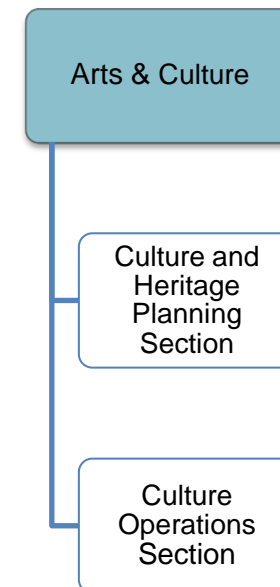 Arts & Culture
Culture and
Heritage
Planning
Section
Culture
Operations
Section